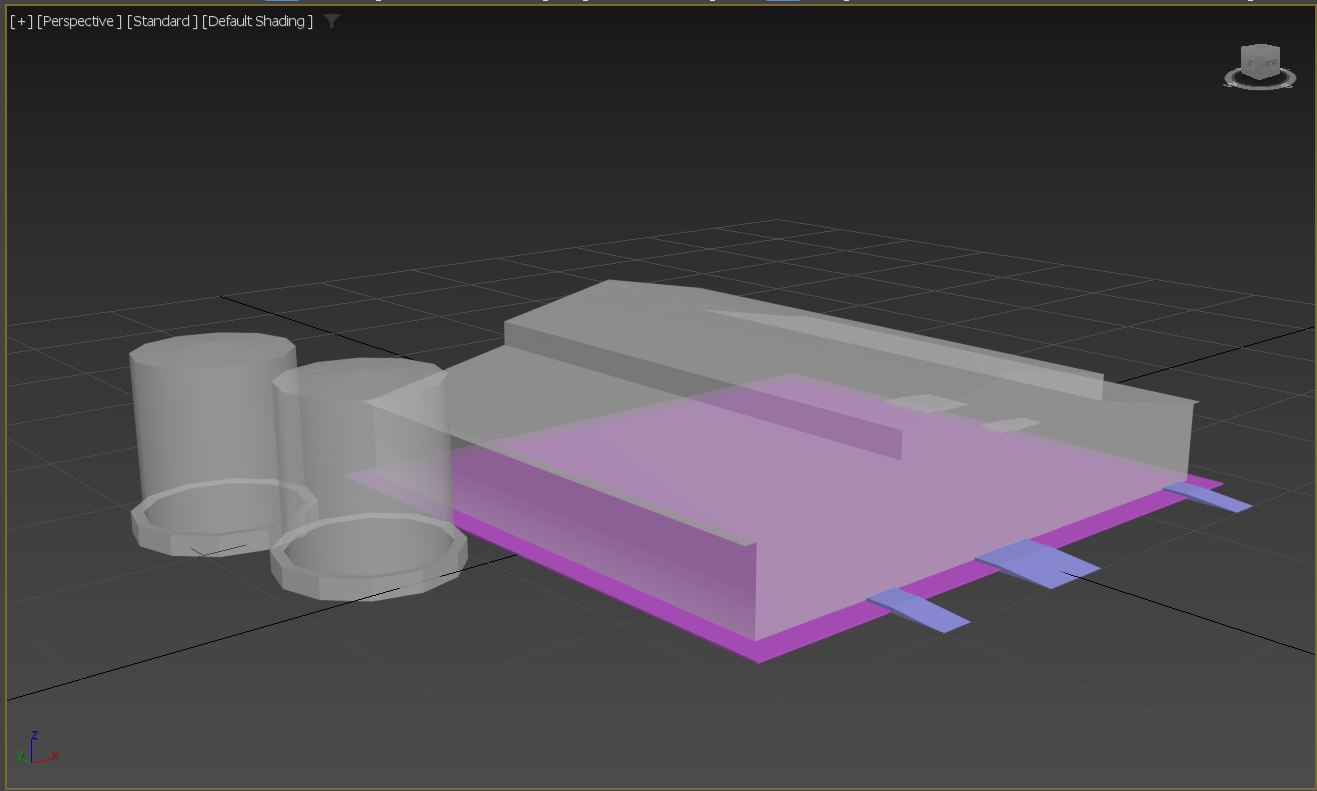 [+] [Perspective ] [Standard ] [Default Shading ]
z
y
x